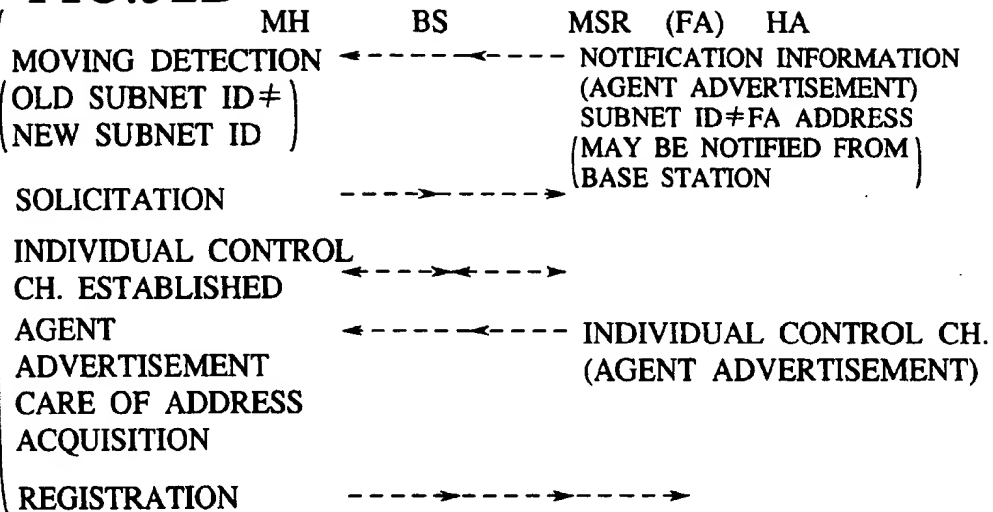 MH BS MSR (FA) HA
MOVING DETECTION NOTIFICATION INFORMATION
(OLD SUBNET ID≠ (AGENT ADVERTISEMENT)
NEW SUBNET ID) SUBNET ID≠FA ADDRESS
(MAY BE NOTIFIED FROM
BASE STATION)
SOLICITATION
INDIVIDUAL CONTROL
CH. ESTABLISHED
AGENT INDIVIDUAL CONTROL CH.
ADVERTISEMENT (AGENT ADVERTISEMENT)
CARE OF ADDRESS
ACQUISITION
REGISTRATION